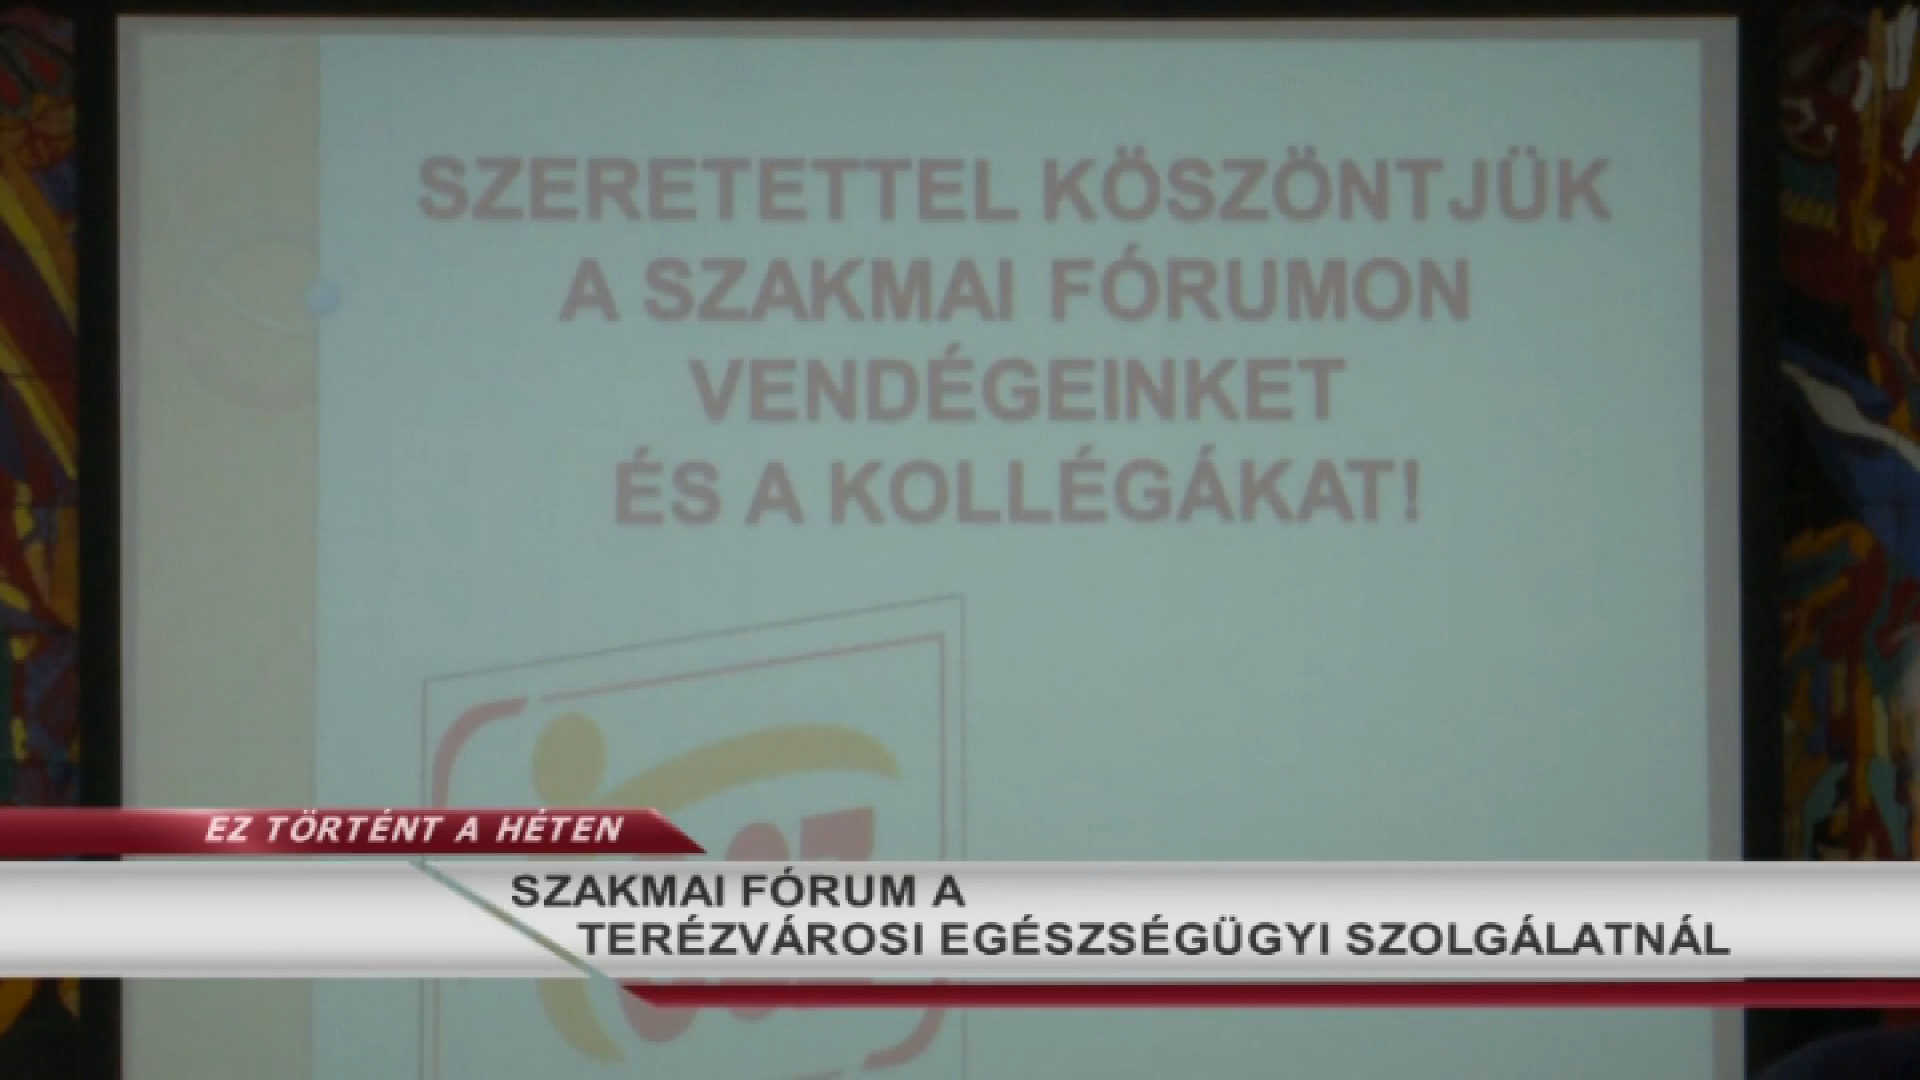 SZERETETTEL KÖSZÖNTJÜK
A SZAKMAI FÓRUMON
VENDÉGEINKET
ÉS A KOLLÉGÁKAT!
EZ TÖRTÉNT A HÉTEN
SZAKMAI FÓRUM A
TERÉZVÁROSI EGÉSZSÉGÜGYI SZOLGÁLATNÁL